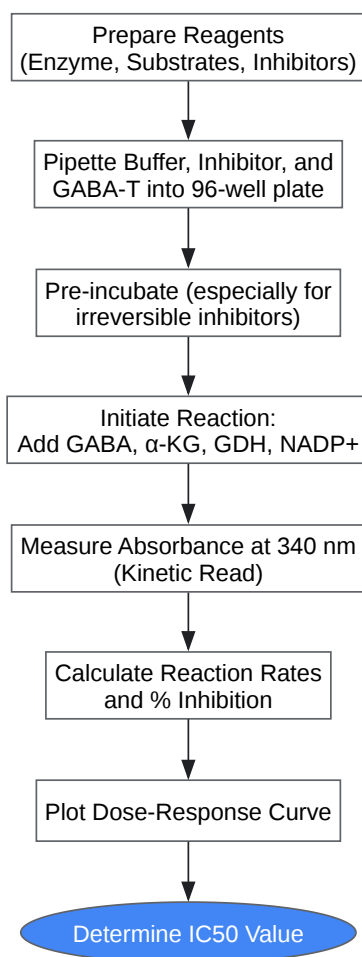 Prepare Reagents
(Enzyme, Substrates, Inhibitors)
Pipette Buffer, Inhibitor, and
GABA-T into 96-well plate
Pre-incubate (especially for
irreversible inhibitors)
Initiate Reaction:
Add GABA, α-KG, GDH, NADP+
Measure Absorbance at 340 nm
(Kinetic Read)
Calculate Reaction Rates
and % Inhibition
Plot Dose-Response Curve
Determine IC50 Value